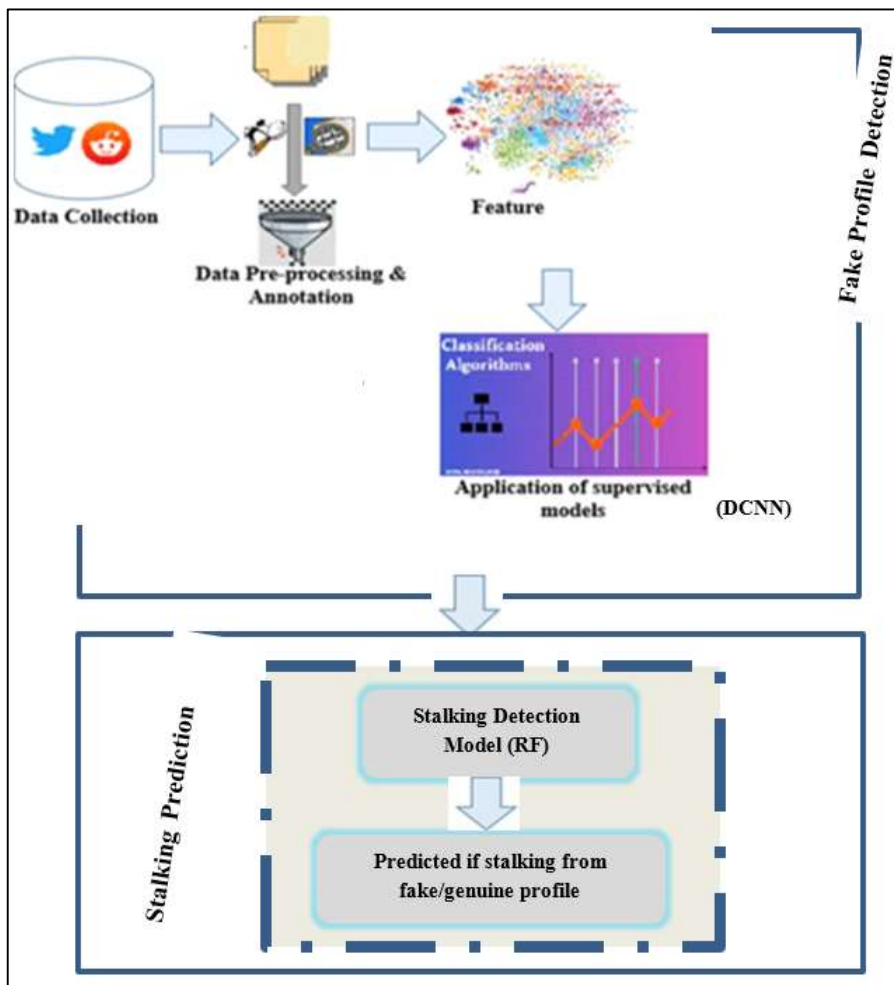 Data Collection
Data Pre-processing &
Annotation
Feature
Fake Profile Detection
Classification
Algorithms
Application of supervised
models
(DCNN)
Stalking Prediction
Stalking Detection
Model (RF)
Predicted if stalking from
fake/genuine profile